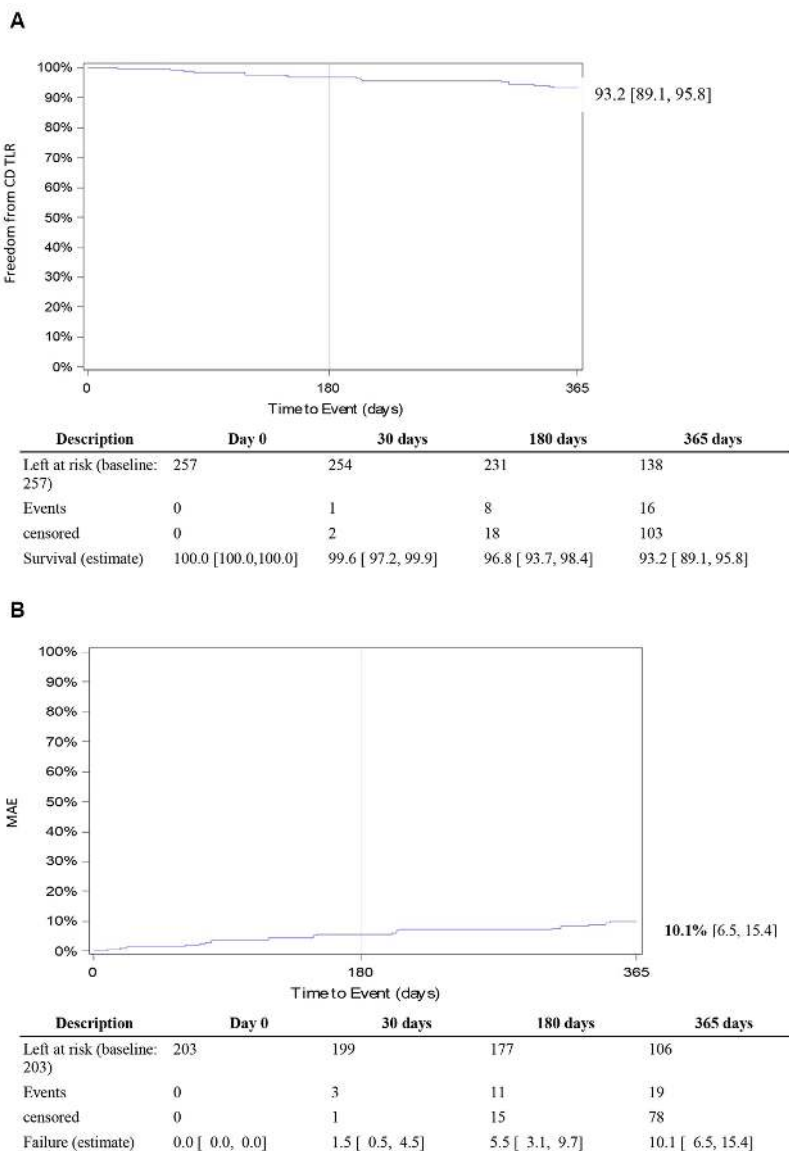 A
100%
90%
80%
70%
60%
50%
40%
30%
20%
10%
0%
Freedom from CD TLR
93.2 [89.1, 95.8]
0 180 365
Time to Event (days)
Description Day 0 30 days 180 days 365 days
Left at risk (baseline: 257 254 231 138
257)
Events 0 1 8 16
censored 0 2 18 103
Survival (estimate) 100.0 [100.0,100.0] 99.6 [ 97.2, 99.9] 96.8 [ 93.7, 98.4] 93.2 [ 89.1, 95.8]
B
100%
90%
80%
70%
60%
50%
40%
30%
20%
10%
0%
MAE
10.1% [6.5, 15.4]
0 180 365
Time to Event (days)
Description Day 0 30 days 180 days 365 days
Left at risk (baseline: 203 199 177 106
203)
Events 0 3 11 19
censored 0 1 15 78
Failure (estimate) 0.0 [ 0.0, 0.0] 1.5 [ 0.5, 4.5] 5.5 [ 3.1, 9.7] 10.1 [ 6.5, 15.4]